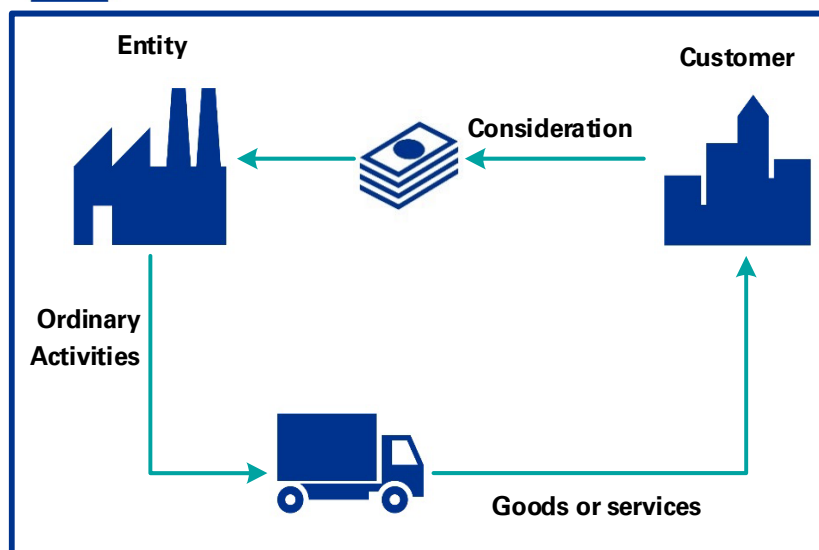 Entity
Customer
Consideration
Ordinary
Activities
Goods or services